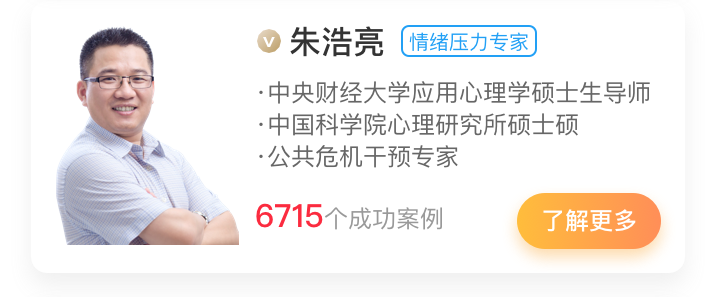 V 朱浩亮 情绪压力专家
·中央财经大学应用心理学硕士生导师
·中国科学院心理研究所硕士硕
·公共危机干预专家
6715个成功案例 了解更多